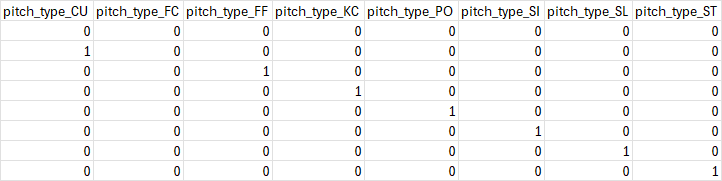 pitch_type_CU pitch_type_FC pitch_type_FF pitch_type_KC pitch_type_PO pitch_type_SI pitch_type_SL pitch_type_ST
0 0 0 0 0 0 0 0
1 0 0 0 0 0 0 0
0 0 1 0 0 0 0 0
0 0 0 1 0 0 0 0
0 0 0 0 1 0 0 0
0 0 0 0 0 1 0 0
0 0 0 0 0 0 1 0
0 0 0 0 0 0 0 1